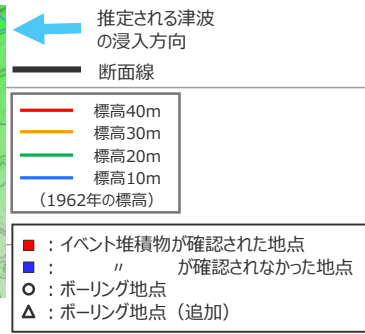 推定される津波
の浸入方向
断面線
標高40m
標高30m
標高20m
標高10m
（1962年の標高）
：イベント堆積物が確認された地点
： 〃 が確認されなかった地点
：ボーリング地点
：ボーリング地点（追加）